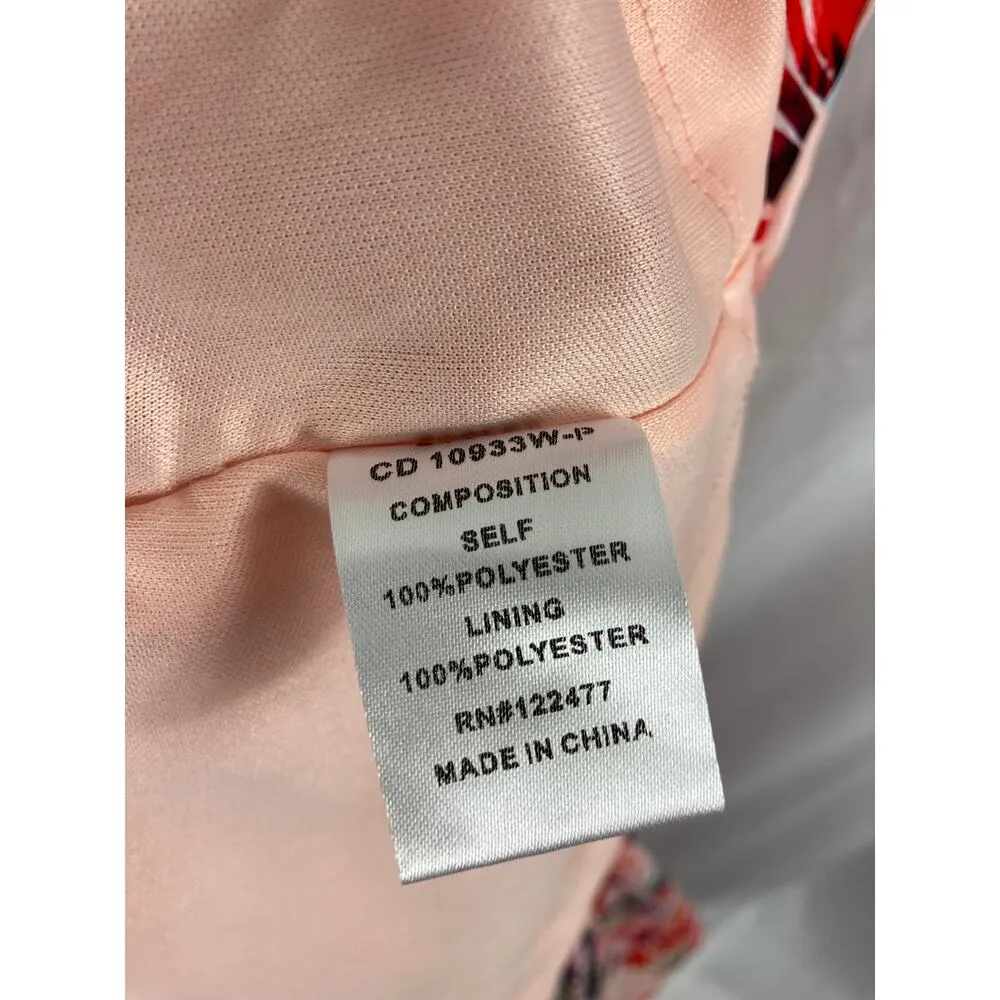 CD 10933W-P
COMPOSITION
SELF
100%POLYESTER
LINING
100%POLYESTER
RN#122477
MADE IN CHINA